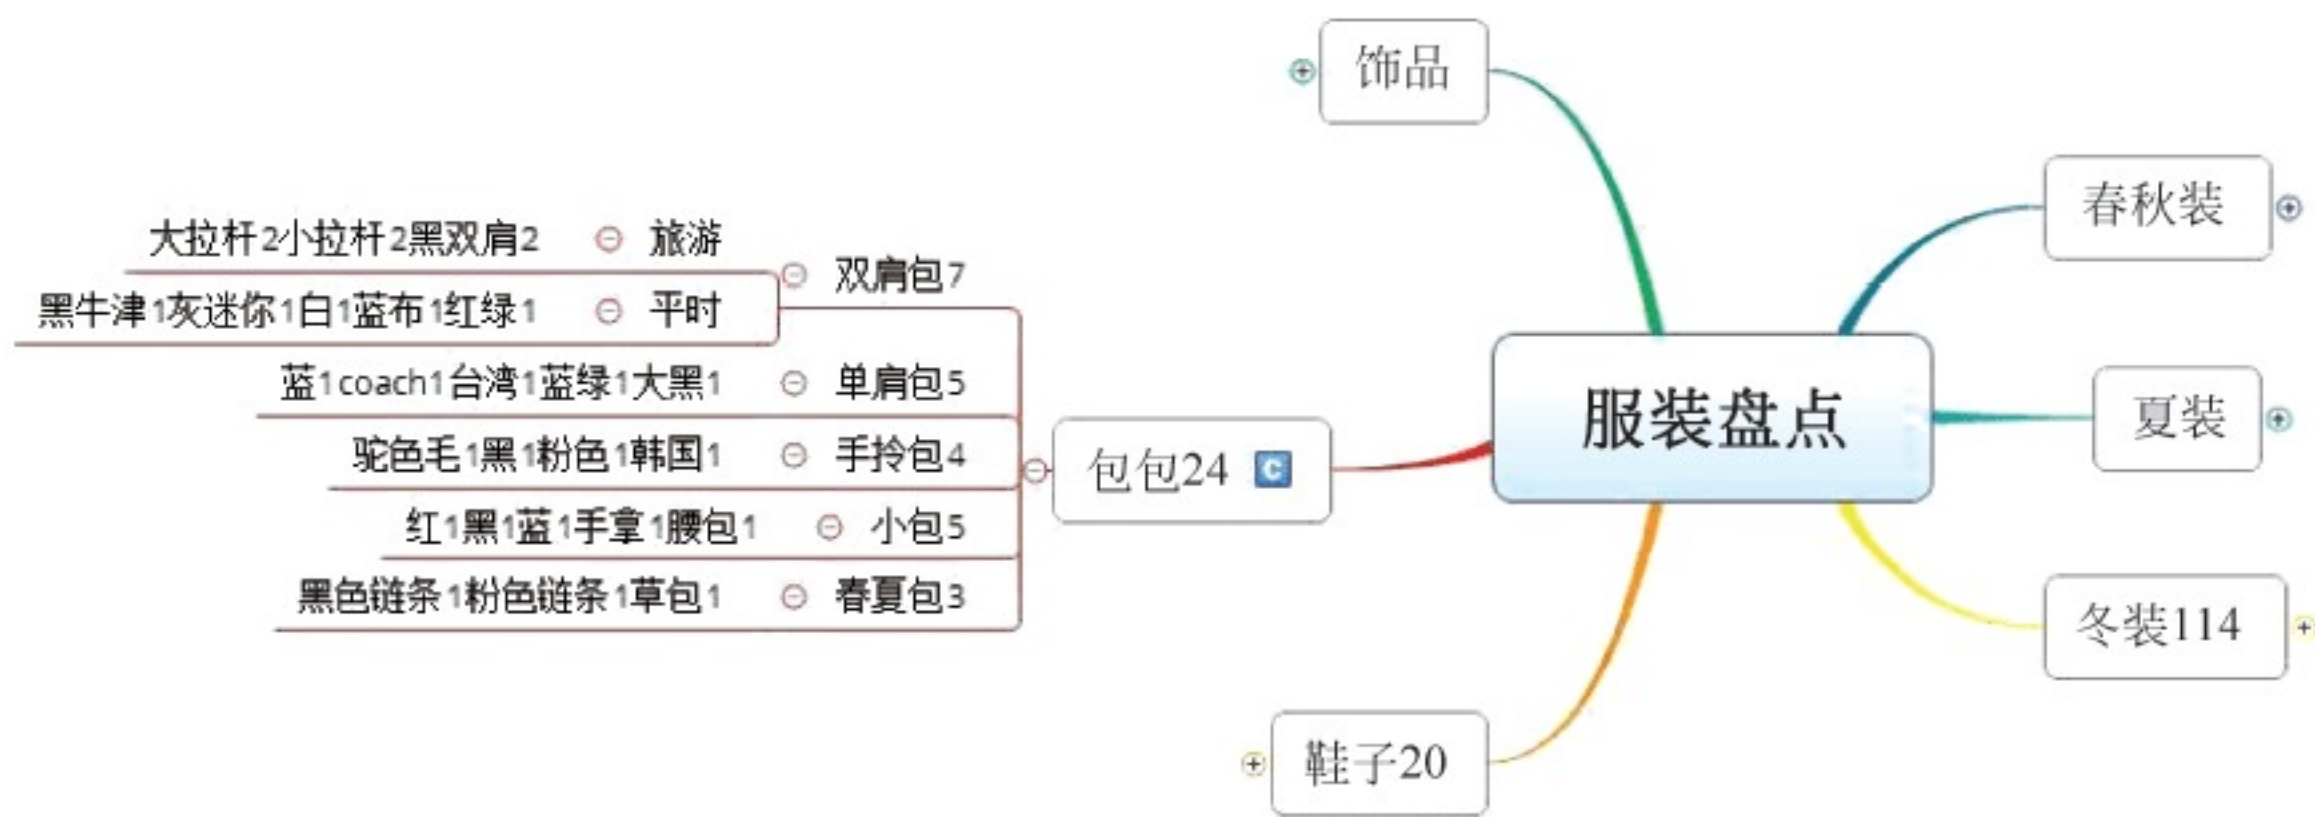 饰品
春秋装
大拉杆2小拉杆2黑双肩2 旅游
双肩包7
黑牛津1灰迷你1白1蓝布1红绿1 平时
蓝1coach1台湾1蓝绿1大黑1 单肩包5
服装盘点
夏装
驼色毛1黑1粉色1韩国1 手拎包4
包包24 C
红1黑1蓝1手拿1腰包1 小包5
黑色链条1粉色链条1草包1 春夏包3
冬装114
鞋子20